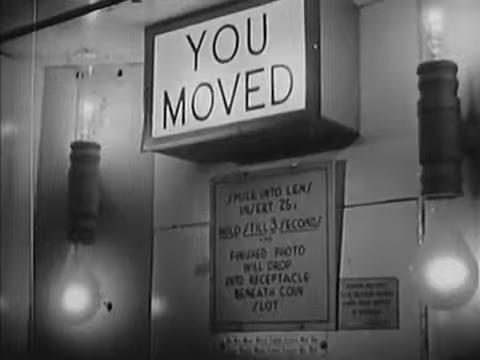 YOU
MOVED
SMILE INTO LENS
INSERT 25¢
HOLD STILL 3 SECONDS
FINISHED PHOTO
WILL DROP
INTO RECEPTACLE
BENEATH COIN
SLOT